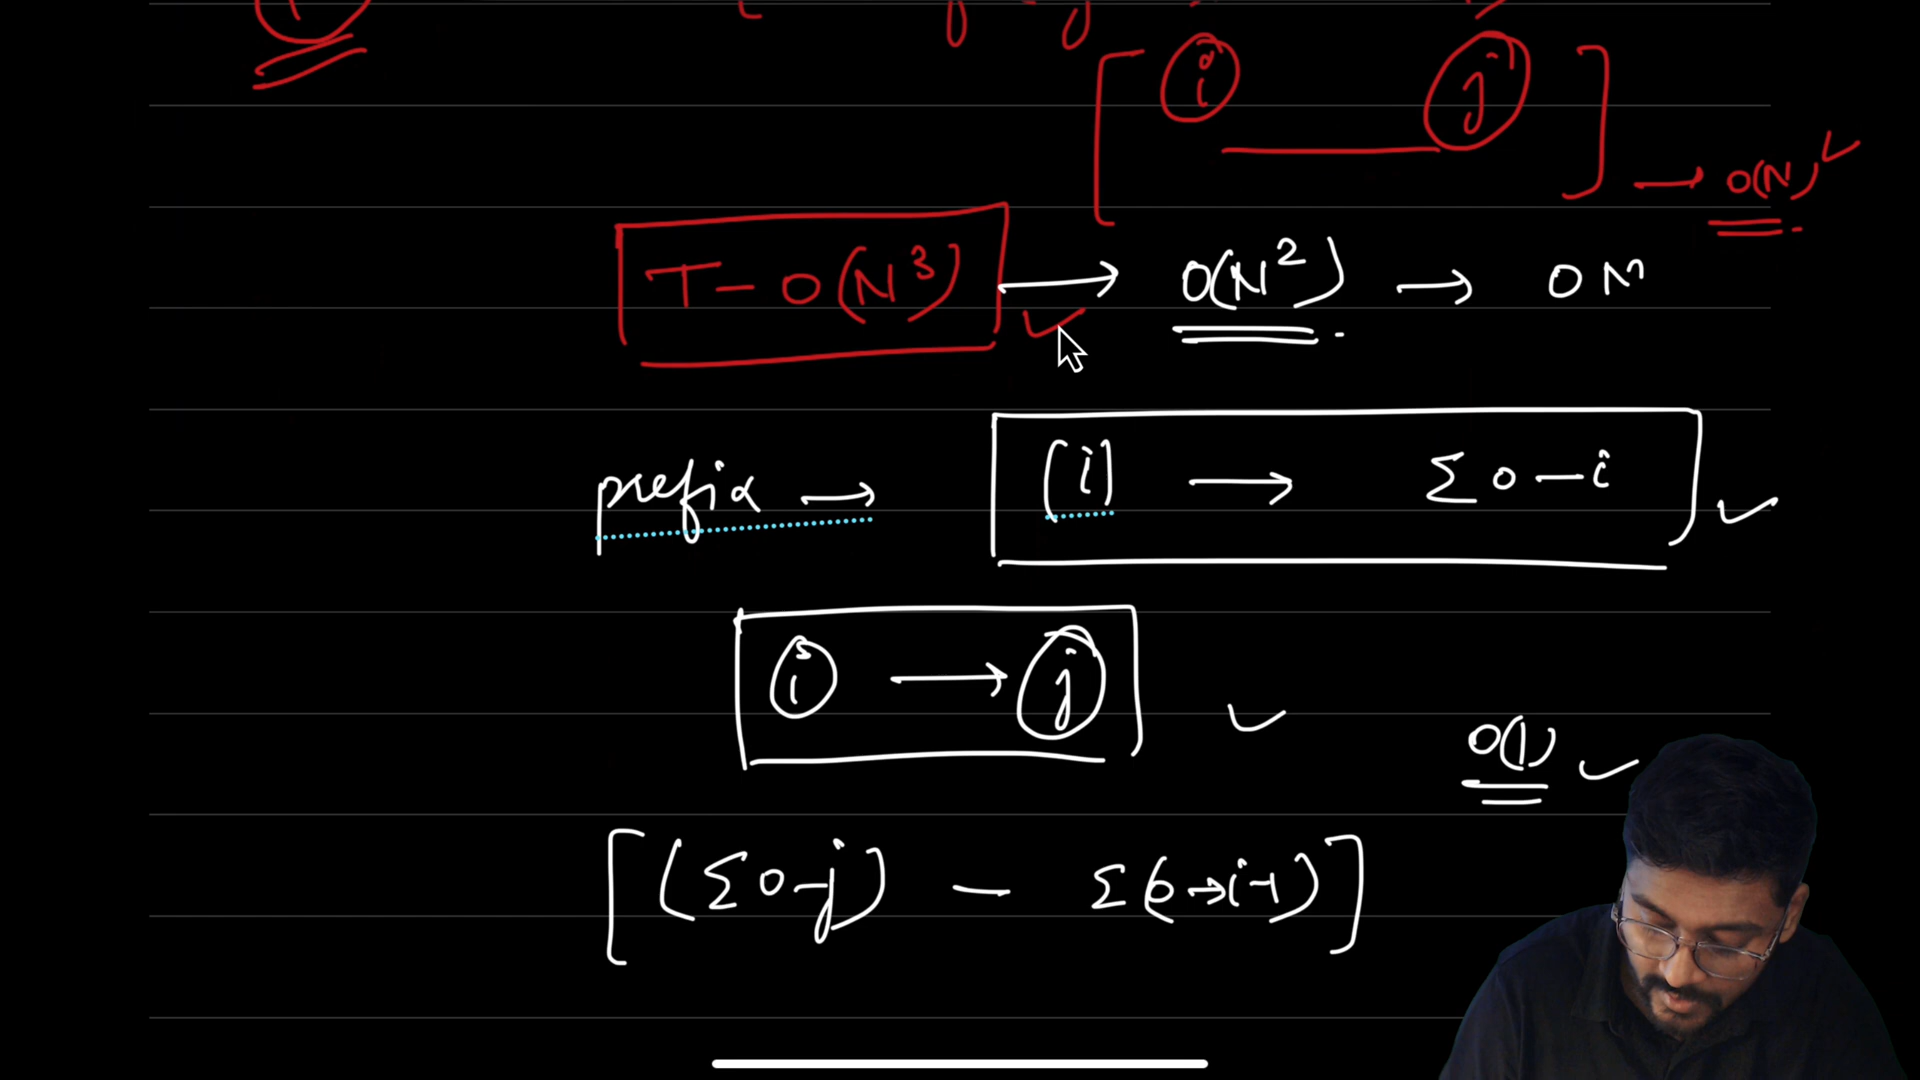 [ i j ] → O(N)
T - O(N³) → O(N²) → O N
prefix → [i] → Σ 0 - i
i → j
O(1)
[(Σ 0-j) - Σ(0→i-1)]